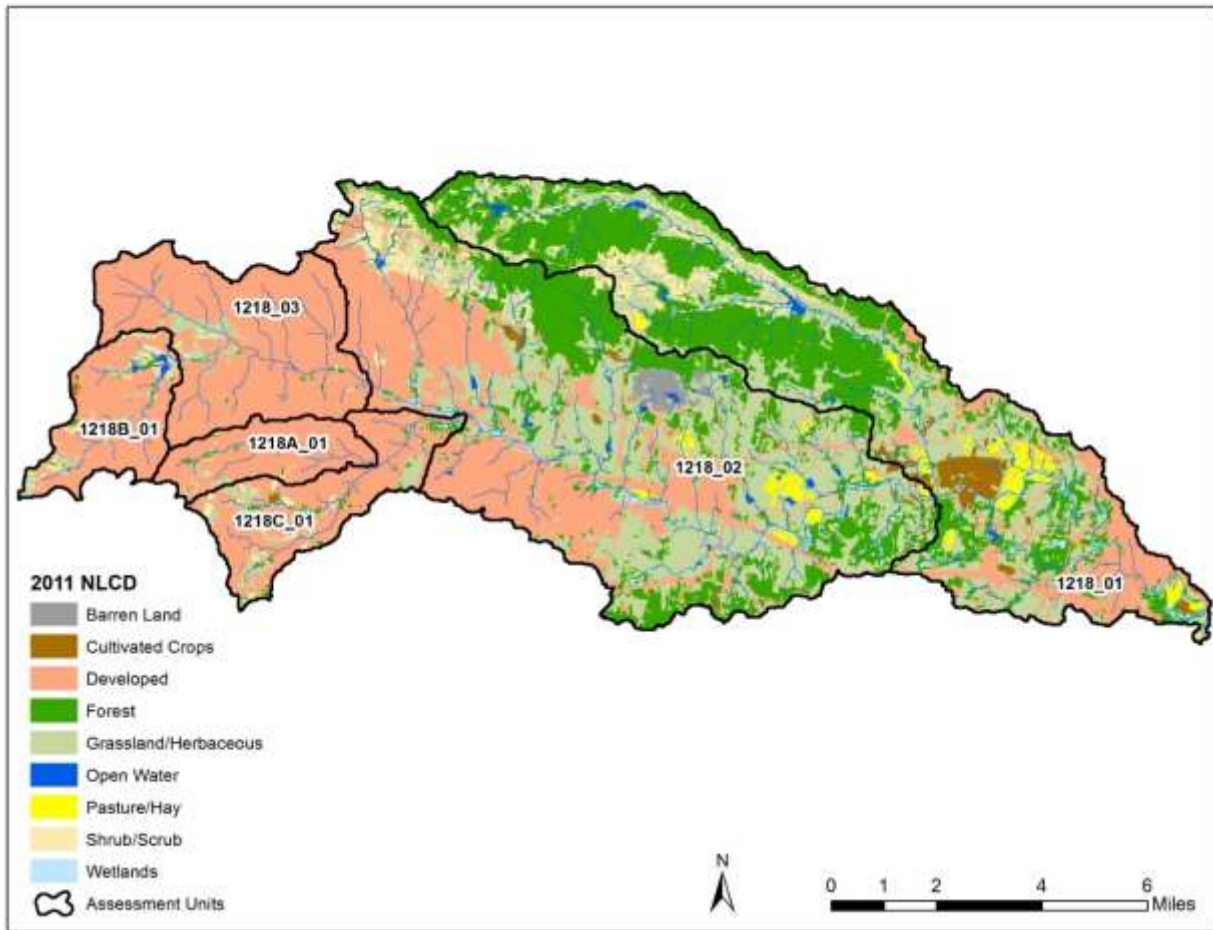 1218_03
1218B_01
1218A_01
1218_02
1218C_01
1218_01
2011 NLCD
Barren Land
Cultivated Crops
Developed
Forest
Grassland/Herbaceous
Open Water
Pasture/Hay
Shrub/Scrub
Wetlands
Assessment Units
N
0 1 2 4 6
Miles